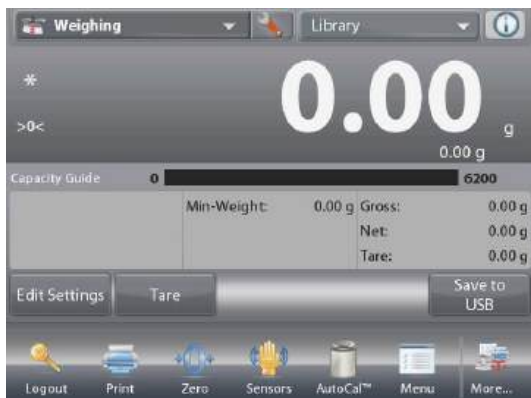 Weighing
Library
*
0.00
>0<
g
0.00 g
Capacity Guide 0 6200
Min-Weight: 0.00 g Gross: 0.00 g
Net: 0.00 g
Tare: 0.00 g
Edit Settings Tare Save to USB
Logout Print Zero Sensors AutoCal™ Menu More...